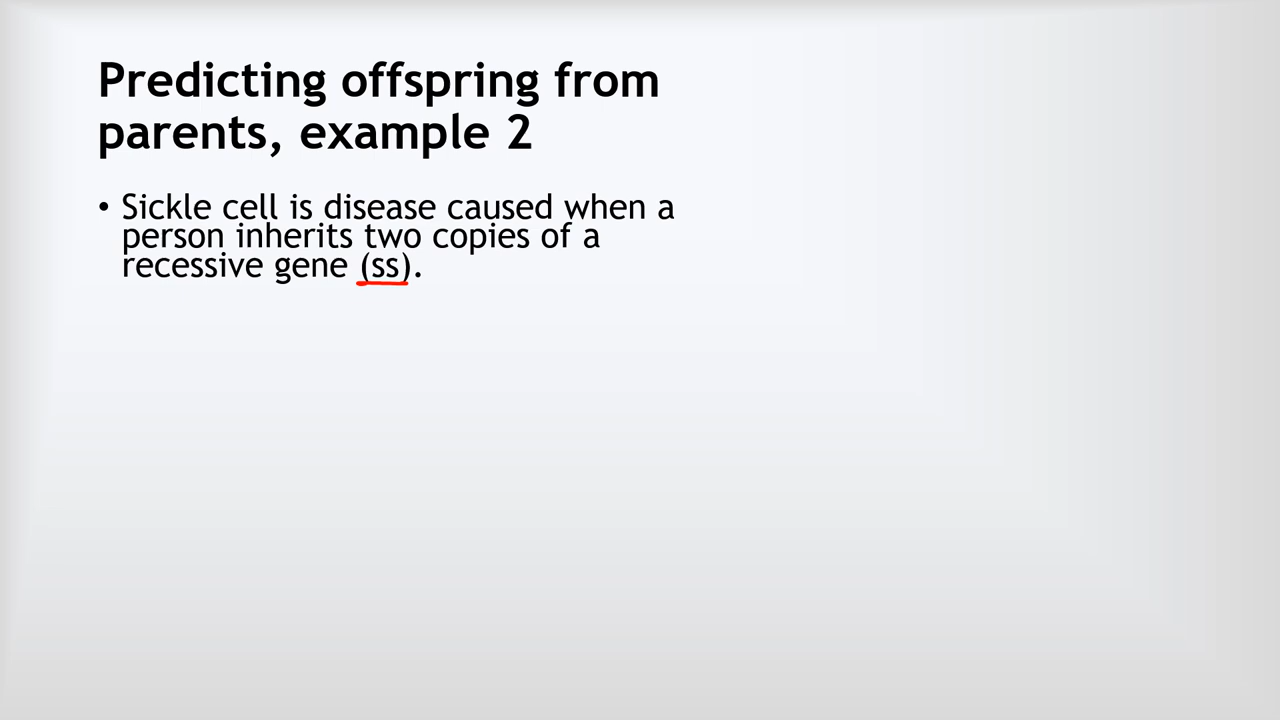 Predicting offspring from
parents, example 2
• Sickle cell is disease caused when a
person inherits two copies of a
recessive gene (ss).